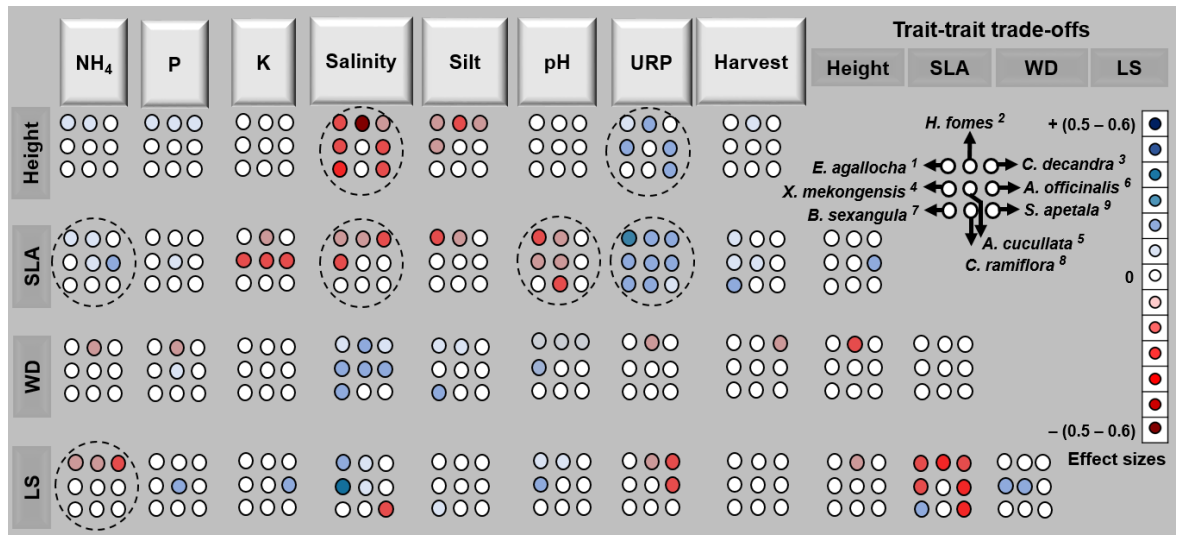 Trait-trait trade-offs
NH4 P K Salinity Silt pH URP Harvest Height SLA WD LS
Height
SLA
WD
LS
H. fomes 2
E. agallocha 1
C. decandra 3
X. mekongensis 4
A. officinalis 6
B. sexangula 7
S. apetala 9
A. cucullata 5
C. ramiflora 8
+ (0.5 – 0.6)
0
– (0.5 – 0.6)
Effect sizes